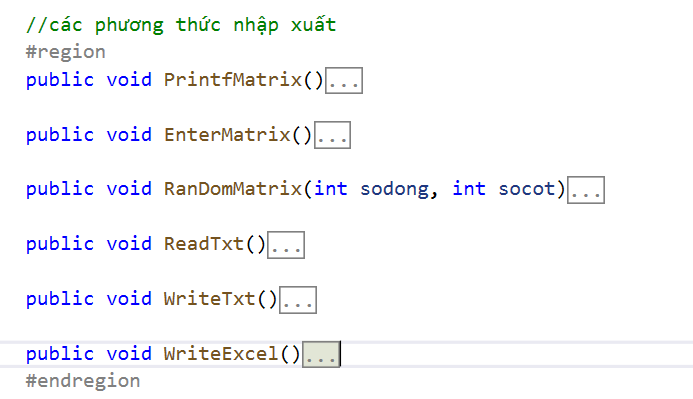 //các phương thức nhập xuất
#region
public void PrintfMatrix()...
public void EnterMatrix()...
public void RanDomMatrix(int sodong, int socot)...
public void ReadTxt()...
public void WriteTxt()...
public void WriteExcel()...
#endregion